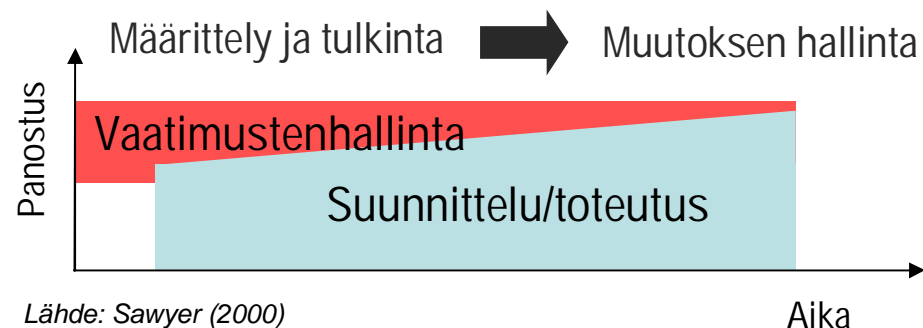 Määrittely ja tulkinta
Muutoksen hallinta
Panostus
Vaatimustenhallinta
Suunnittelu/toteutus
Lähde: Sawyer (2000)
Aika